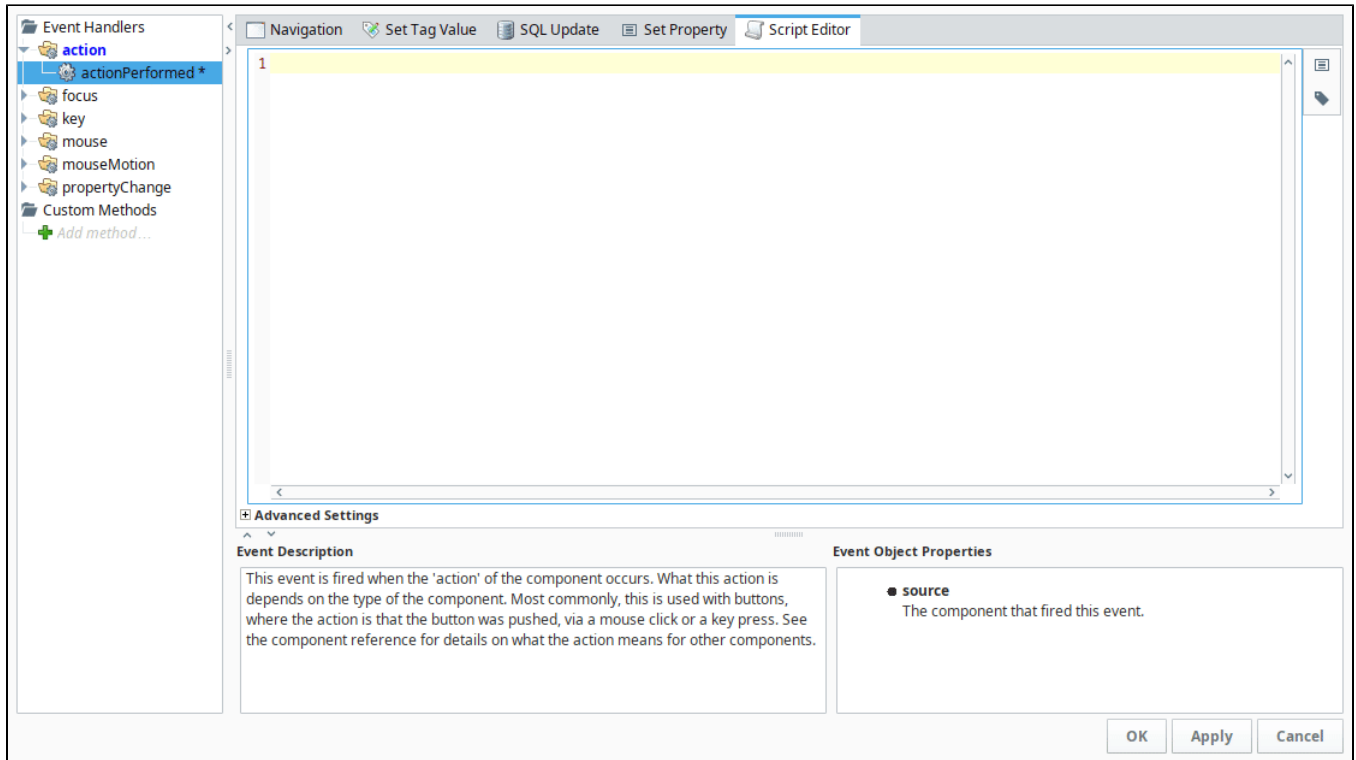 Event Handlers
action
actionPerformed *
focus
key
mouse
mouseMotion
propertyChange
Custom Methods
Add method...
Navigation
Set Tag Value
SQL Update
Set Property
Script Editor
1
Advanced Settings
Event Description
This event is fired when the 'action' of the component occurs. What this action is
depends on the type of the component. Most commonly, this is used with buttons,
where the action is that the button was pushed, via a mouse click or a key press. See
the component reference for details on what the action means for other components.
Event Object Properties
source
The component that fired this event.
OK
Apply
Cancel